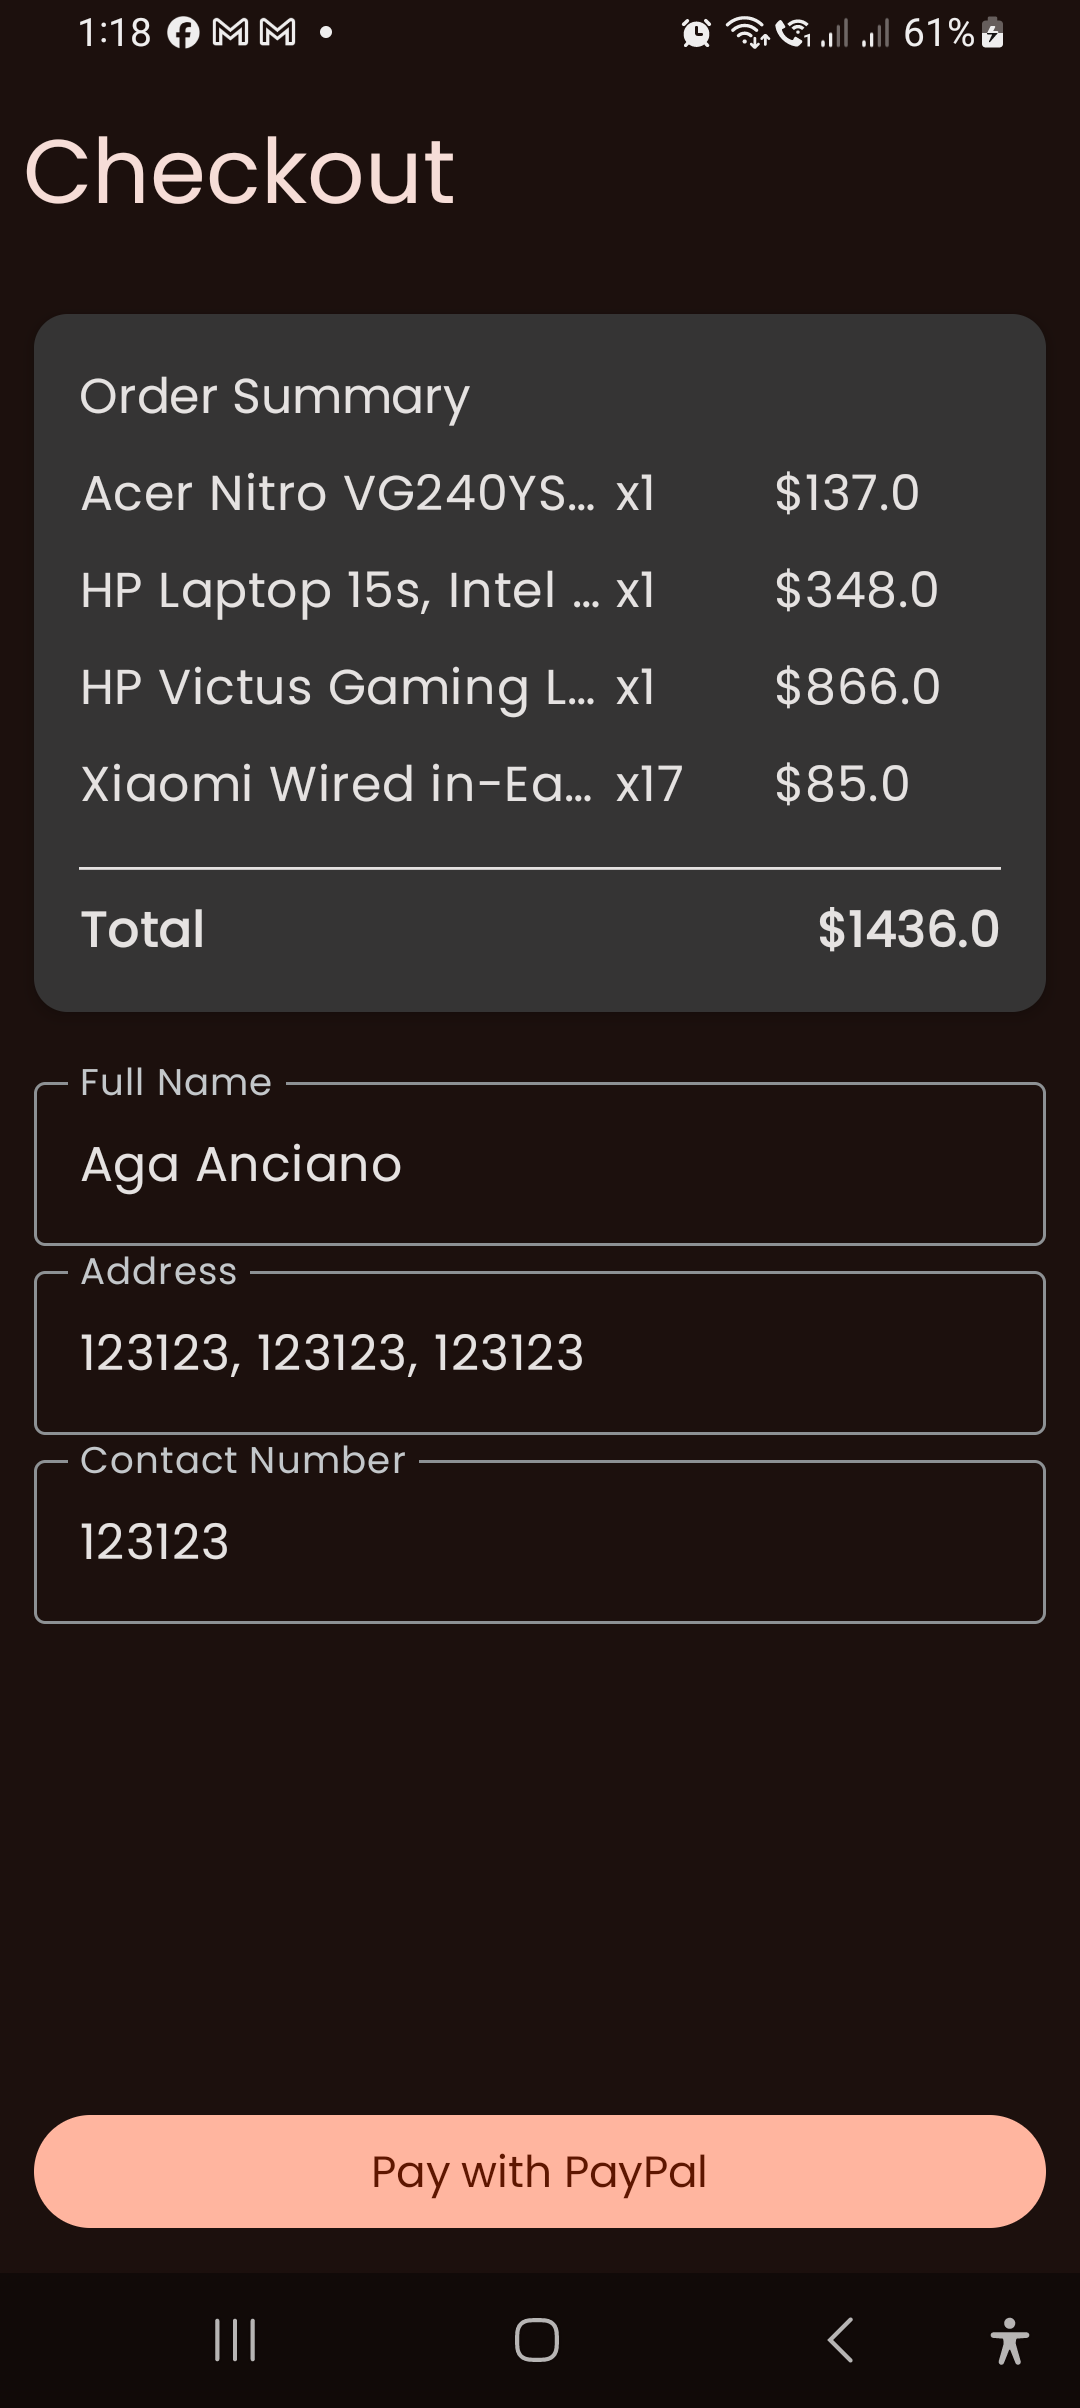 1:18 61%
Checkout
Order Summary
Acer Nitro VG240YS... x1 $137.0
HP Laptop 15s, Intel ... x1 $348.0
HP Victus Gaming L... x1 $866.0
Xiaomi Wired in-Ea... x17 $85.0
Total $1436.0
Full Name
Aga Anciano
Address
123123, 123123, 123123
Contact Number
123123
Pay with PayPal